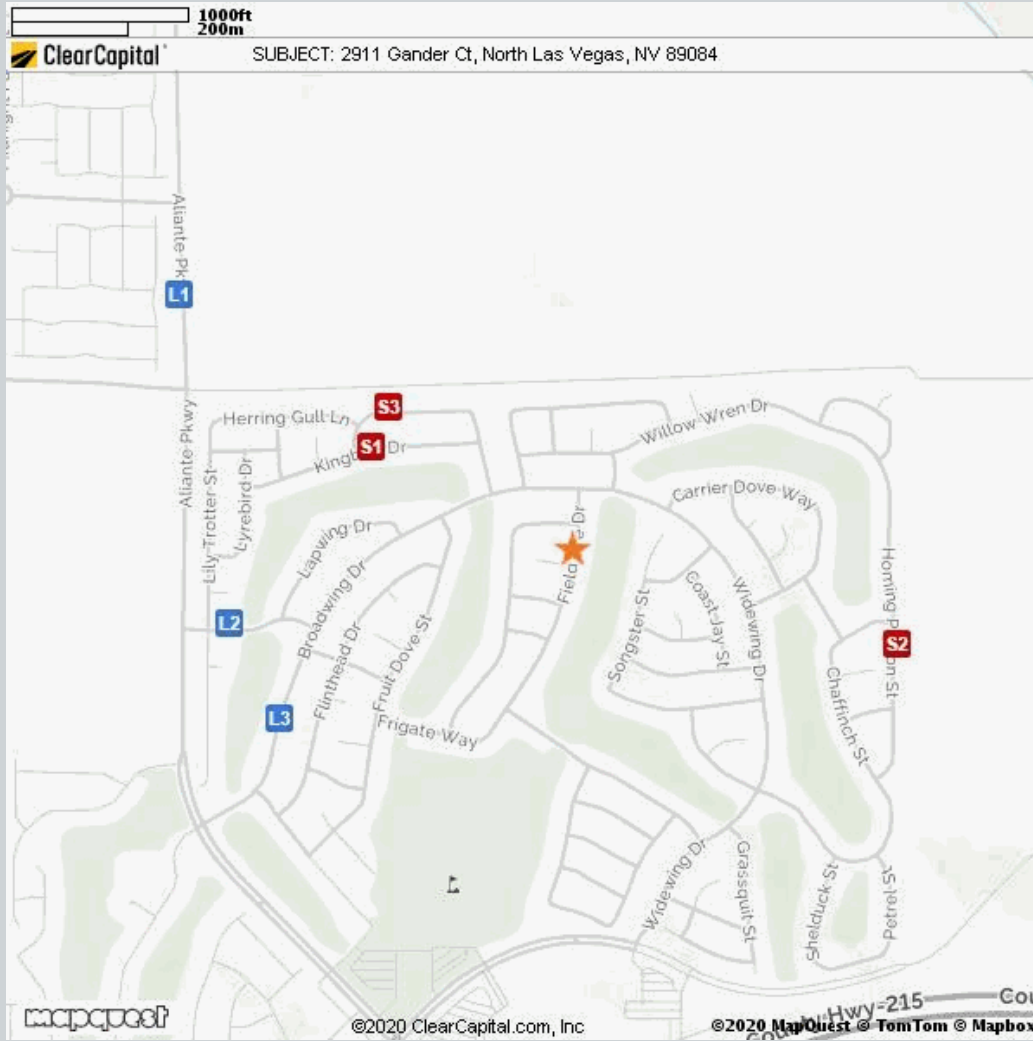 1000ft
200m
ClearCapital
SUBJECT: 2911 Gander Ct, North Las Vegas, NV 89084
Aliante Pk
L1
Herring Gull Ln
S3
S1
Dr
Willow Wren Dr
Aliante Pkwy
Lily Trotter St
Lyrebird Dr
Lapwing Dr
Carrier Dove Way
Broadwing Dr
Flinthead Dr
Fruit Dove St
Songster St
Coast Jay St
Widewing Dr
Homing
S2
on St
L2
L3
Frigate Way
Chaffinch St
Widewing Dr
Grassquit St
Shelduck St
Petrel St
County Hwy-215
Cou
mapquest
©2020 ClearCapital.com, Inc
©2020 MapQuest © TomTom © Mapbox